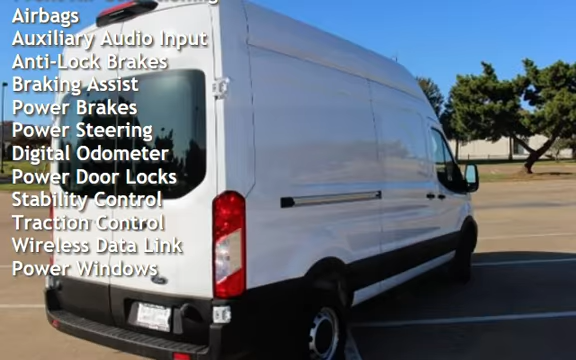 Airbags
Auxiliary Audio Input
Anti-Lock Brakes
Braking Assist
Power Brakes
Power Steering
Digital Odometer
Power Door Locks
Stability Control
Traction Control
Wireless Data Link
Power Windows